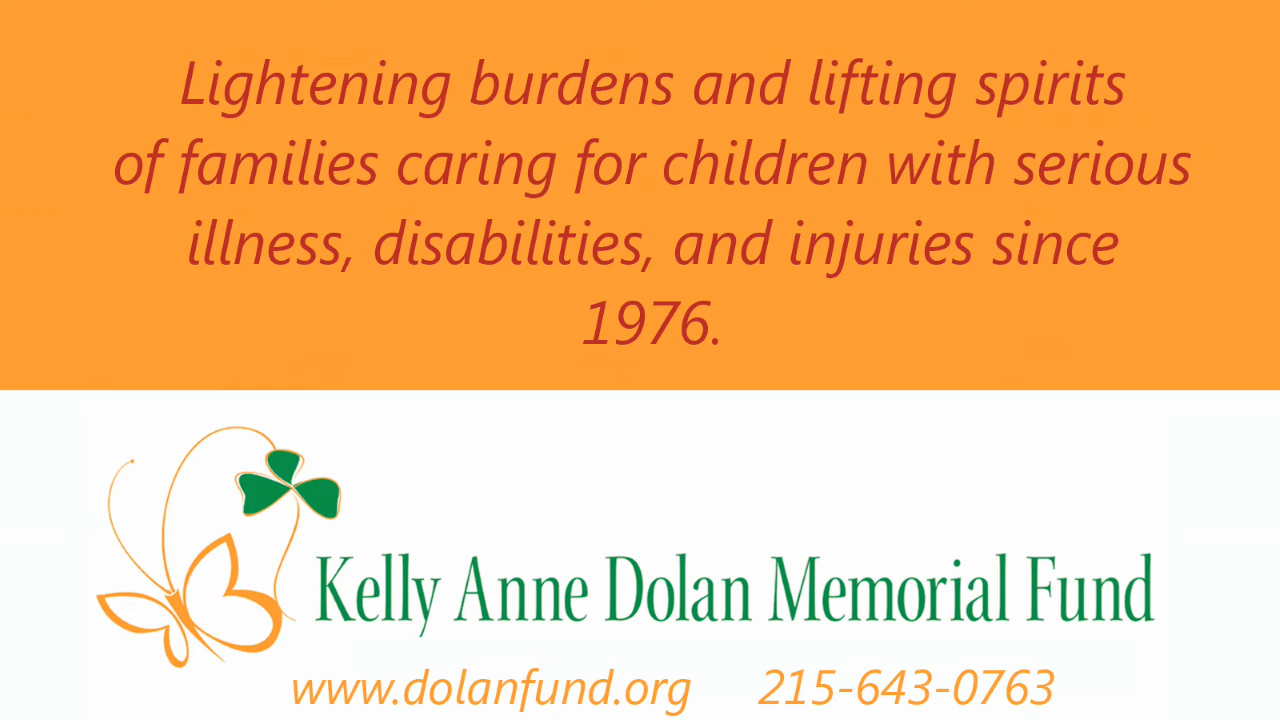 Lightening burdens and lifting spirits
of families caring for children with serious
illness, disabilities, and injuries since
1976.
Kelly Anne Dolan Memorial Fund
www.dolanfund.org 215-643-0763